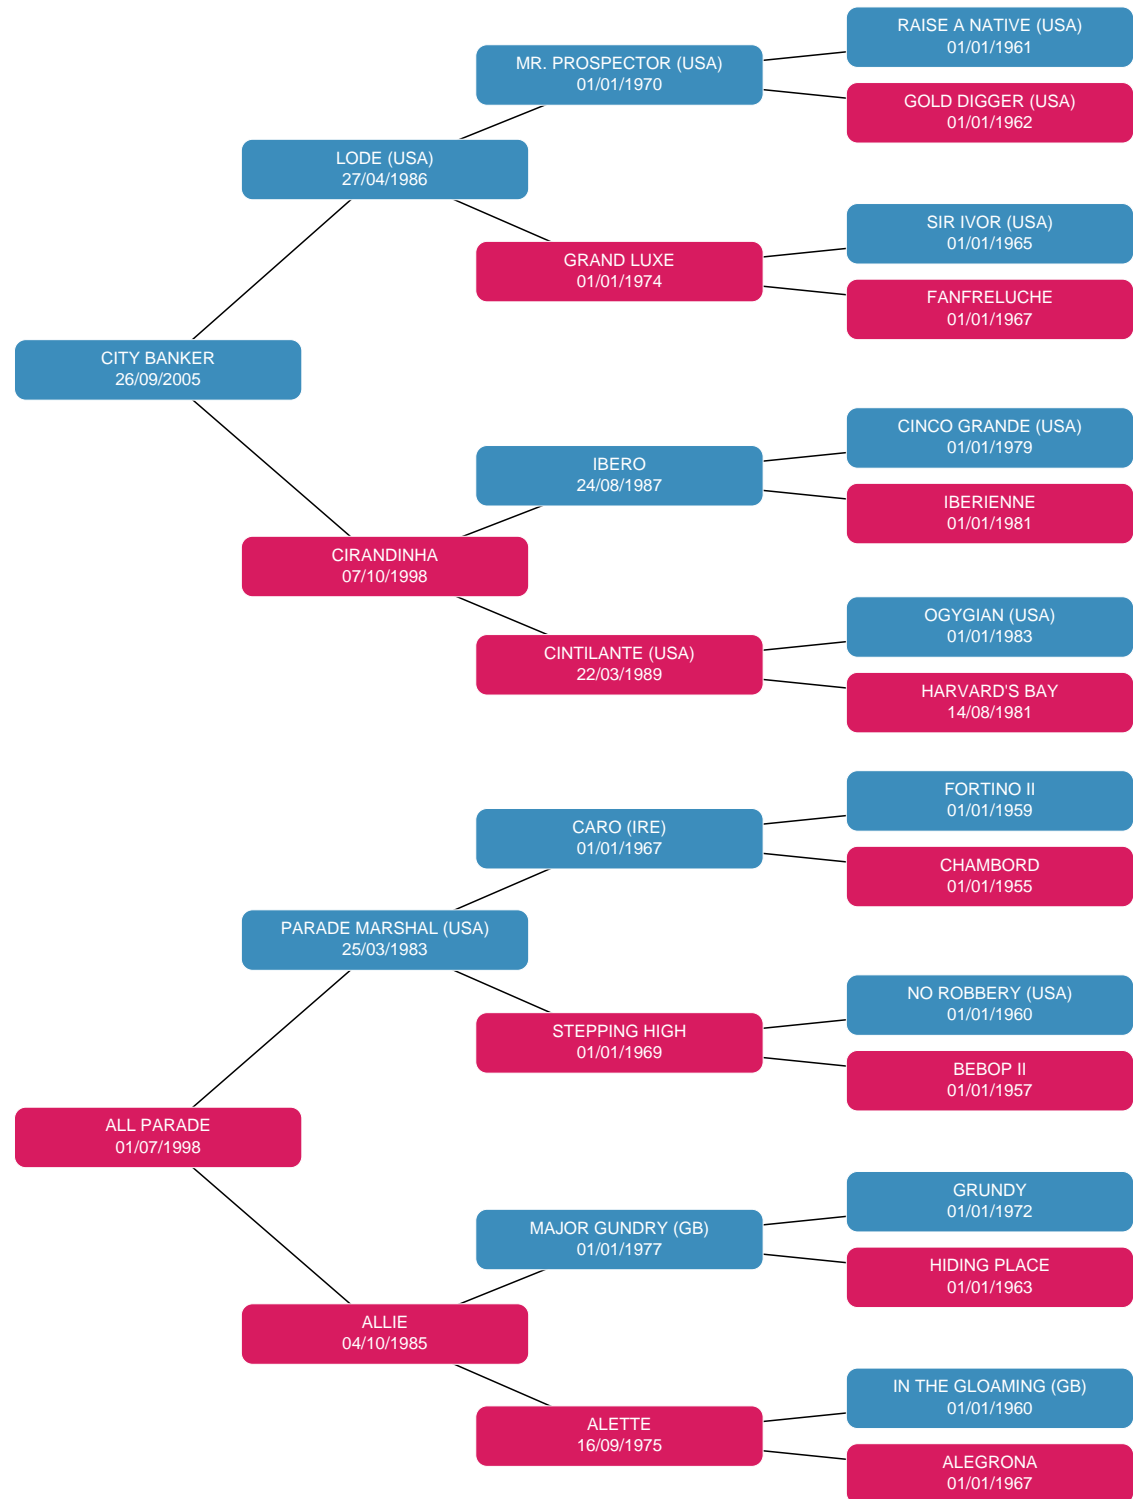 RAISE A NATIVE (USA)
01/01/1961
MR. PROSPECTOR (USA)
01/01/1970
GOLD DIGGER (USA)
01/01/1962
LODE (USA)
27/04/1986
SIR IVOR (USA)
01/01/1965
GRAND LUXE
01/01/1974
FANFRELUCHE
01/01/1967
CITY BANKER
26/09/2005
CINCO GRANDE (USA)
01/01/1979
IBERO
24/08/1987
IBERIENNE
01/01/1981
CIRANDINHA
07/10/1998
OGYGIAN (USA)
01/01/1983
CINTILANTE (USA)
22/03/1989
HARVARD'S BAY
14/08/1981
FORTINO II
01/01/1959
CARO (IRE)
01/01/1967
CHAMBORD
01/01/1955
PARADE MARSHAL (USA)
25/03/1983
NO ROBBERY (USA)
01/01/1960
STEPPING HIGH
01/01/1969
BEBOP II
01/01/1957
ALL PARADE
01/07/1998
GRUNDY
01/01/1972
MAJOR GUNDRY (GB)
01/01/1977
HIDING PLACE
01/01/1963
ALLIE
04/10/1985
IN THE GLOAMING (GB)
01/01/1960
ALETTE
16/09/1975
ALEGRONA
01/01/1967